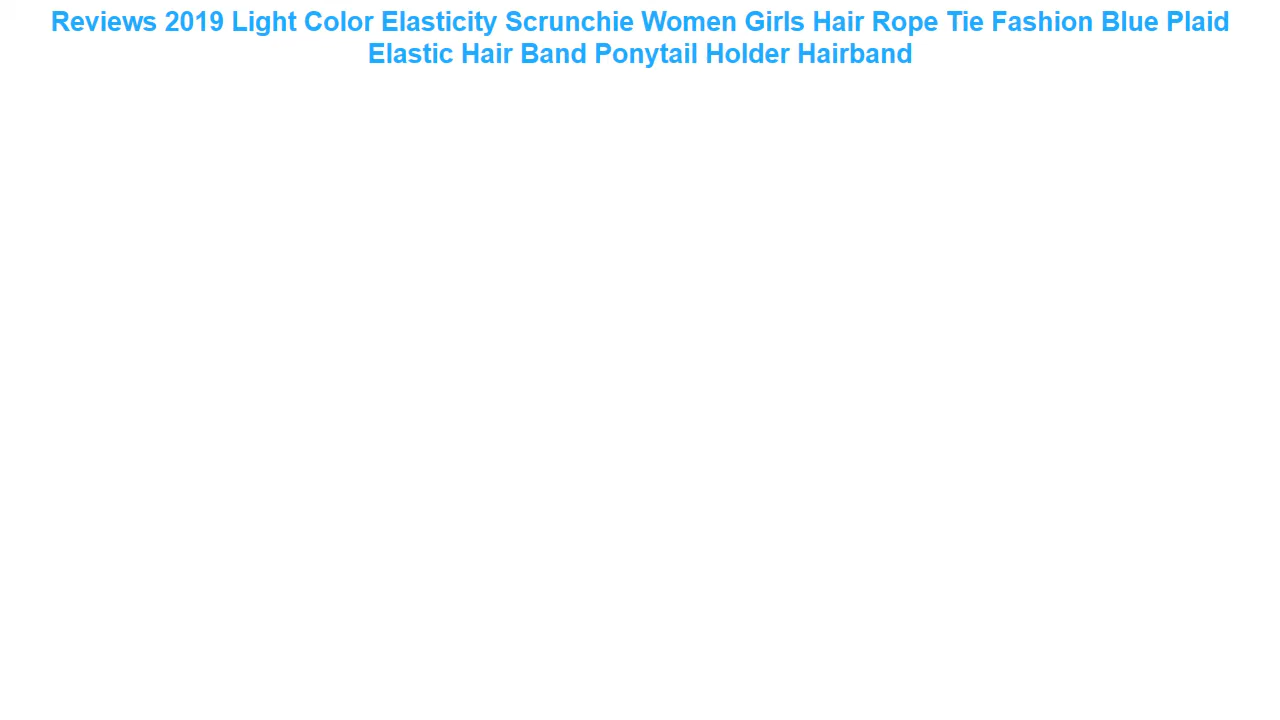 Reviews 2019 Light Color Elasticity Scrunchie Women Girls Hair Rope Tie Fashion Blue Plaid
Elastic Hair Band Ponytail Holder Hairband